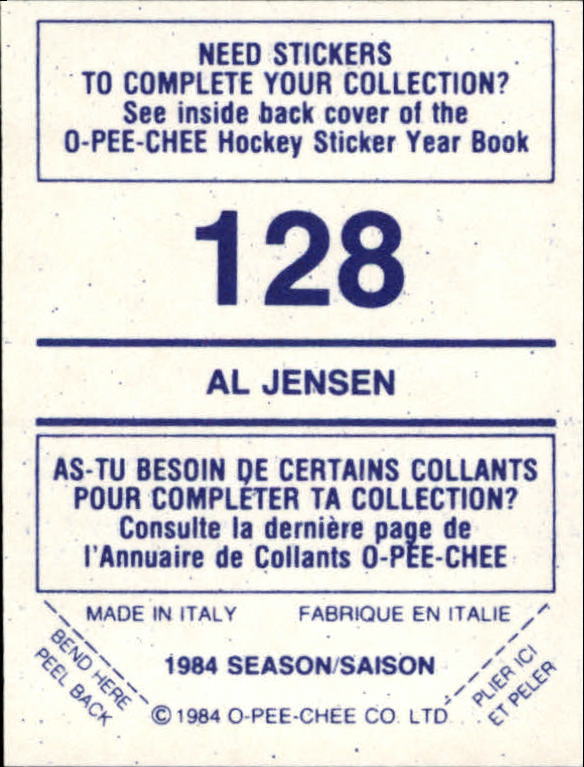 NEED STICKERS
TO COMPLETE YOUR COLLECTION?
See inside back cover of the
O-PEE-CHEE Hockey Sticker Year Book
128
AL JENSEN
AS-TU BESOIN DE CERTAINS COLLANTS
POUR COMPLÉTER TA COLLECTION?
Consulte la dernière page de
l'Annuaire de Collants O-PEE-CHEE
MADE IN ITALY FABRIQUE EN ITALIE
BEND HERE
PEEL BACK
1984 SEASON/SAISON
PLIER ICI
ET PELER
© 1984 O-PEE-CHEE CO. LTD.